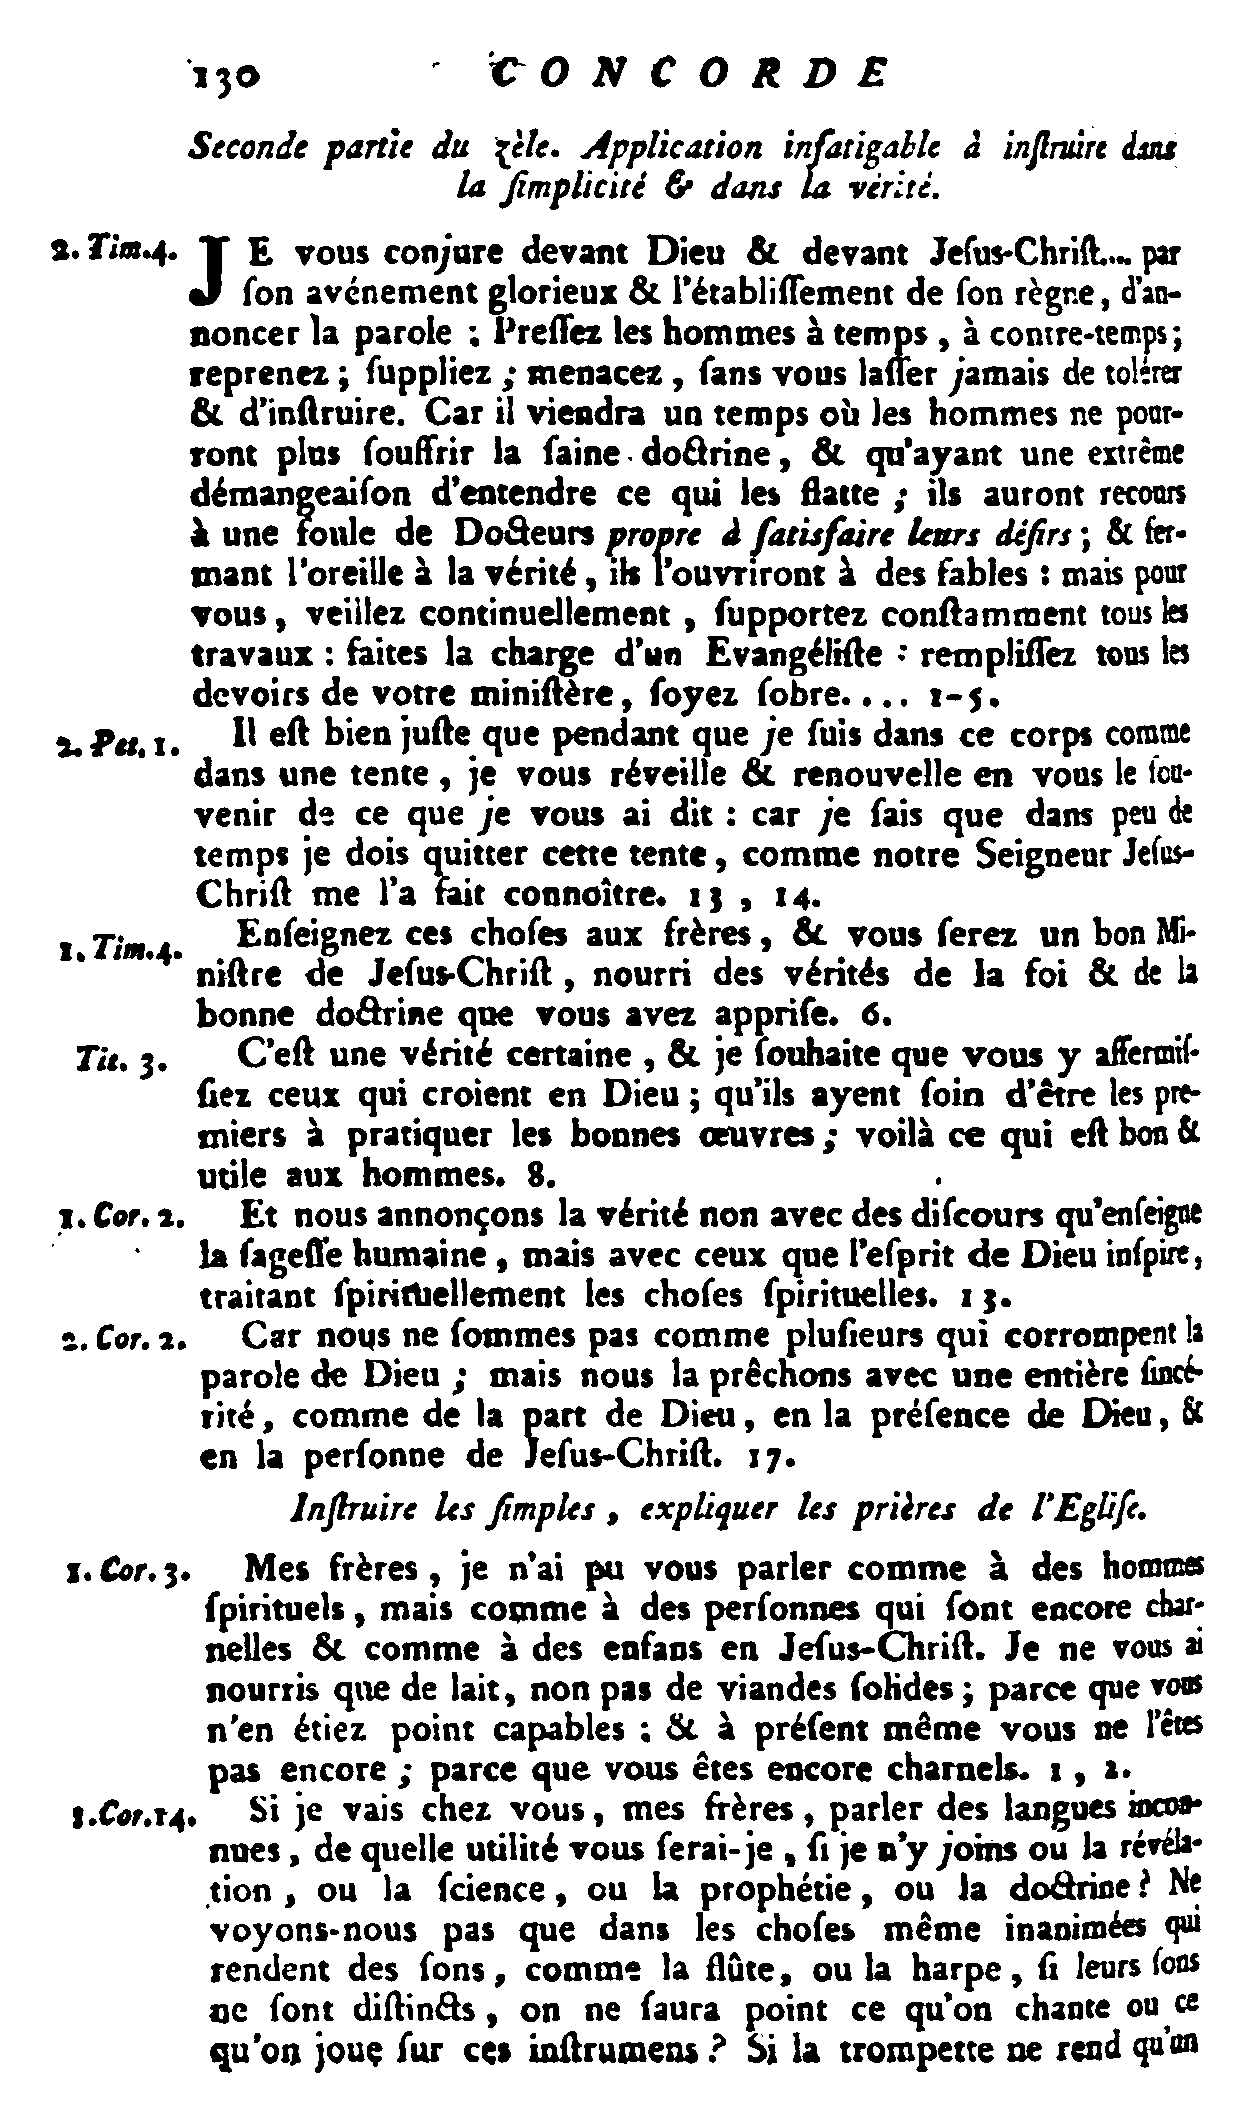 130 CONCORDE
Seconde partie du zèle. Application infatigable à inſtruire dans
la ſimplicité & dans la vérité.
2. Tim. 4. JE vous conjure devant Dieu & devant Jeſus-Chriſt.... par
ſon avénement glorieux & l'établiſſement de ſon règne, d'an-
noncer la parole ; Preſſez les hommes à temps, à contre-temps ;
reprenez ; ſuppliez ; menacez, ſans vous laſſer jamais de tolérer
& d'inſtruire. Car il viendra un temps où les hommes ne pour-
ront plus ſouffrir la ſaine doctrine, & qu'ayant une extrême
démangeaiſon d'entendre ce qui les flatte ; ils auront recours
à une foule de Docteurs propre à ſatisfaire leurs déſirs ; & fer-
mant l'oreille à la vérité, ils l'ouvriront à des fables : mais pour
vous, veillez continuellement, ſupportez conſtamment tous les
travaux : faites la charge d'un Evangéliſte : rempliſſez tous les
devoirs de votre miniſtère, ſoyez ſobre.... 1-5.
2. Pet. 1. Il eſt bien juſte que pendant que je ſuis dans ce corps comme
dans une tente, je vous réveille & renouvelle en vous le ſou-
venir de ce que je vous ai dit : car je ſais que dans peu de
temps je dois quitter cette tente, comme notre Seigneur Jeſus-
Chriſt me l'a fait connoître. 13, 14.
1. Tim. 4. Enſeignez ces choſes aux frères, & vous ſerez un bon Mi-
niſtre de Jeſus-Chriſt, nourri des vérités de la foi & de la
bonne doctrine que vous avez appriſe. 6.
Tit. 3. C'eſt une vérité certaine, & je ſouhaite que vous y affermiſ-
ſiez ceux qui croient en Dieu ; qu'ils ayent ſoin d'être les pre-
miers à pratiquer les bonnes œuvres ; voilà ce qui eſt bon &
utile aux hommes. 8.
1. Cor. 2. Et nous annonçons la vérité non avec des diſcours qu'enſeigne
la ſageſſe humaine, mais avec ceux que l'eſprit de Dieu inſpire,
traitant ſpirituellement les choſes ſpirituelles. 13.
2. Cor. 2. Car nous ne ſommes pas comme pluſieurs qui corrompent la
parole de Dieu ; mais nous la prêchons avec une entière ſincé-
rité, comme de la part de Dieu, en la préſence de Dieu, &
en la perſonne de Jeſus-Chriſt. 17.
Inſtruire les ſimples, expliquer les prières de l'Egliſe.
1. Cor. 3. Mes frères, je n'ai pu vous parler comme à des hommes
ſpirituels, mais comme à des perſonnes qui ſont encore char-
nelles & comme à des enfans en Jeſus-Chriſt. Je ne vous ai
nourris que de lait, non pas de viandes ſolides ; parce que vous
n'en étiez point capables ; & à préſent même vous ne l'êtes
pas encore ; parce que vous êtes encore charnels. 1, 2.
1. Cor. 14. Si je vais chez vous, mes frères, parler des langues incon-
nues, de quelle utilité vous ſerai-je, ſi je n'y joins ou la révéla-
tion, ou la ſcience, ou la prophétie, ou la doctrine ? Ne
voyons-nous pas que dans les choſes même inanimées qui
rendent des ſons, comme la flûte, ou la harpe, ſi leurs ſons
ne ſont diſtincts, on ne ſaura point ce qu'on chante ou ce
qu'on joue ſur ces inſtrumens ? Si la trompette ne rend qu'un